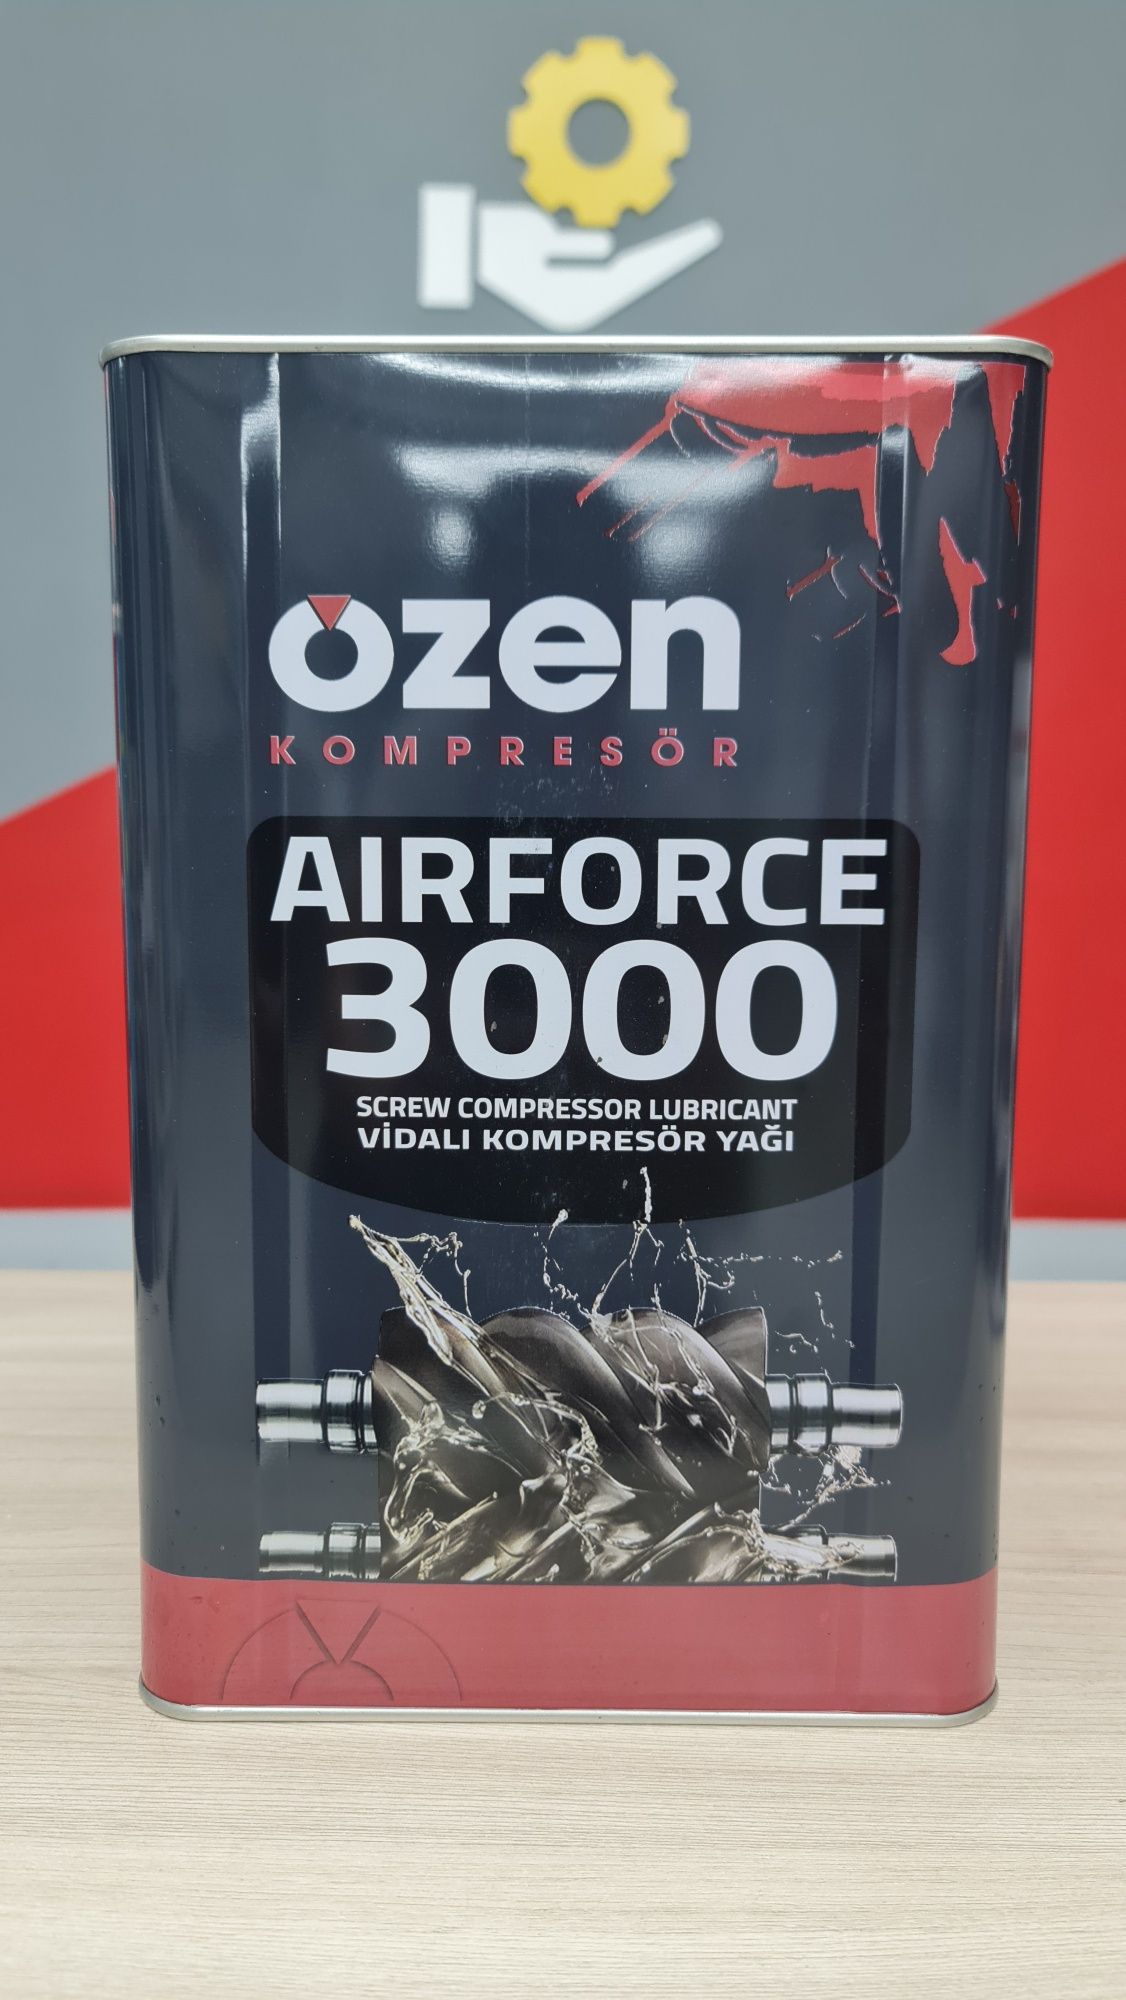 özen
KOMPRESÖR
AIRFORCE
3000
SCREW COMPRESSOR LUBRICANT
VİDALI KOMPRESÖR YAĞI